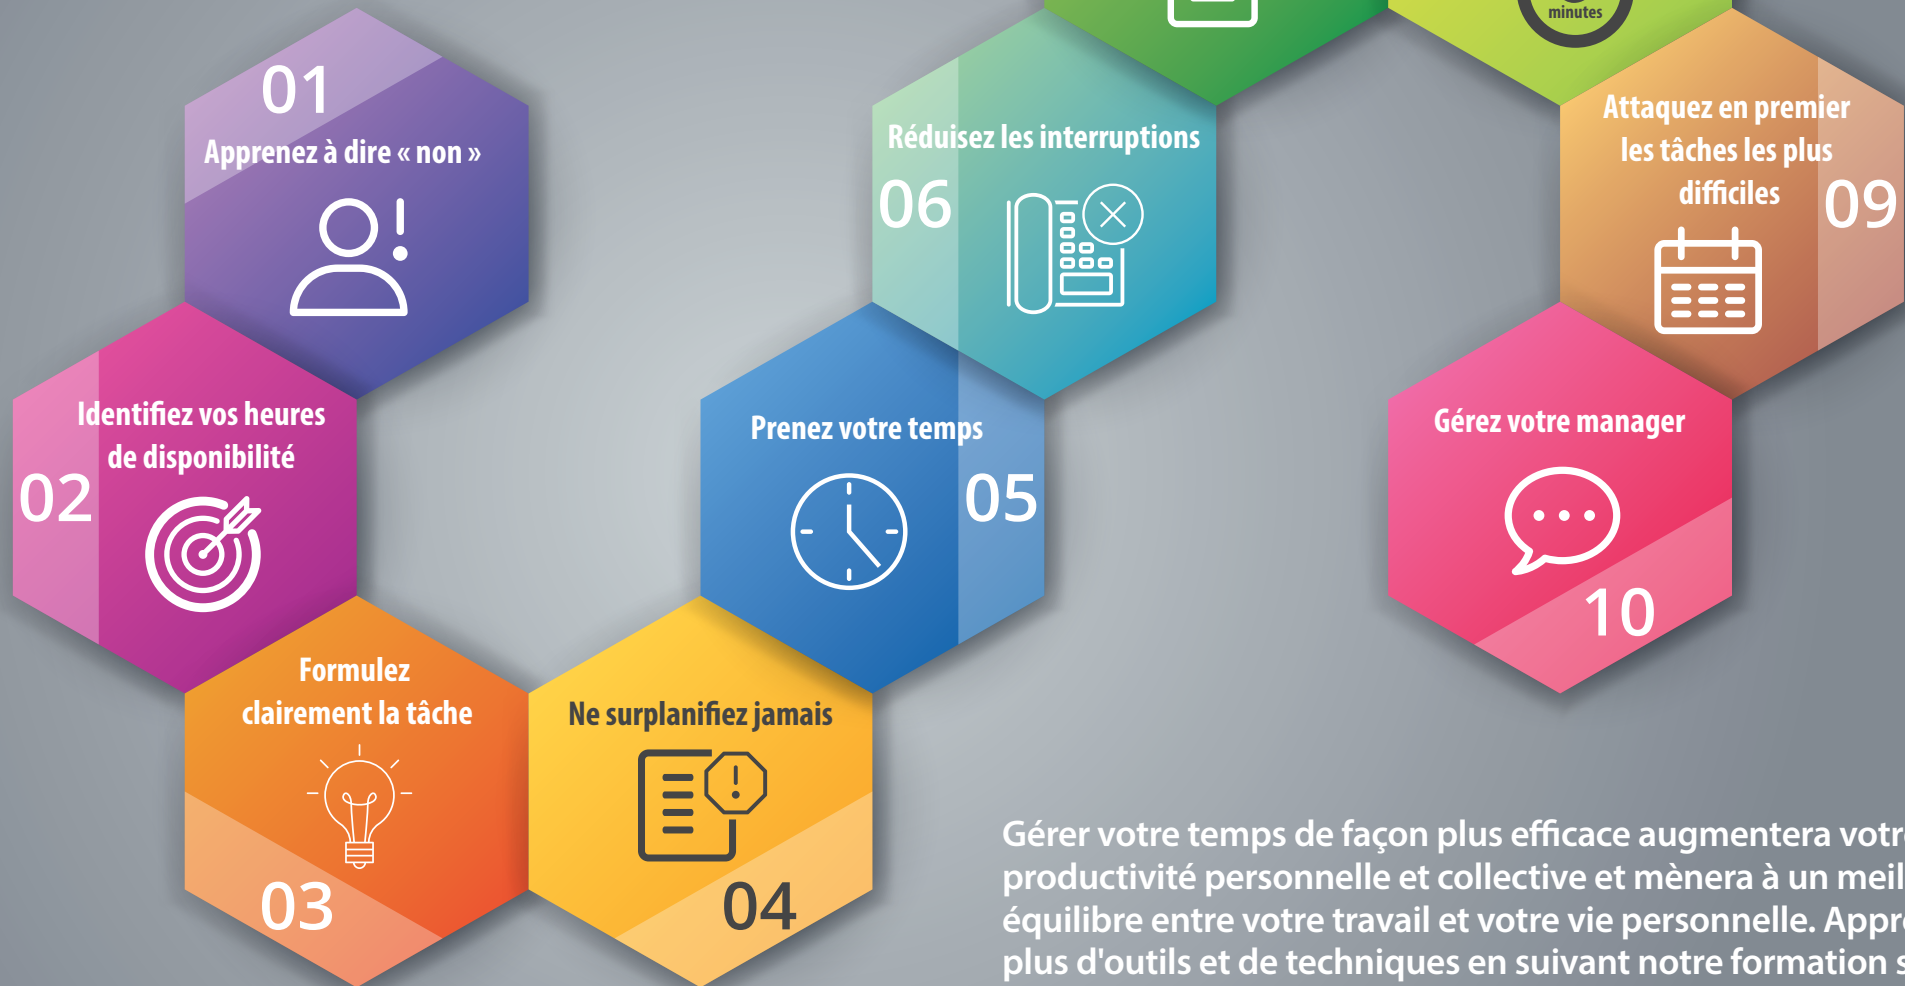 01
Apprenez à dire « non »
Identifiez vos heures
de disponibilité
02
Formulez
clairement la tâche
03
Ne surplanifiez jamais
04
Prenez votre temps
05
Réduisez les interruptions
06
minutes
Attaquez en premier
les tâches les plus
difficiles
09
Gérez votre manager
10
Gérer votre temps de façon plus efficace augmentera
productivité personnelle et collective et mènera à un
équilibre entre votre travail et votre vie personnelle.
plus d'outils et de techniques en suivant notre formation